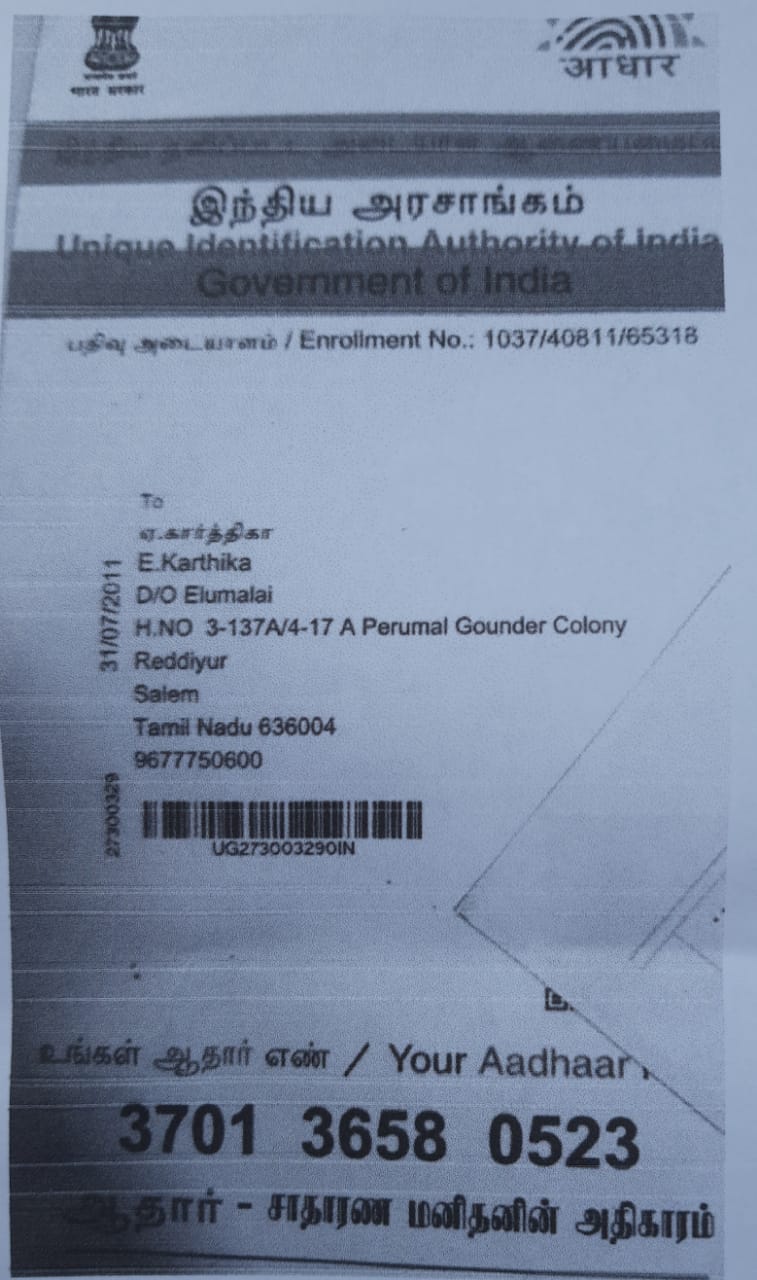 भारत सरकार
आधार
இந்திய அரசாங்கம்
Unique Identification Authority of India
Government of India
பதிவு அடையாளம் / Enrollment No.: 1037/40811/65318
To
ஏ.கார்த்திகா
E.Karthika
D/O Elumalai
H.NO 3-137A/4-17 A Perumal Gounder Colony
Reddiyur
Salem
Tamil Nadu 636004
9677750600
31/07/2011
27300329
UG273003290IN
உங்கள் ஆதார் எண் / Your Aadhaar
3701 3658 0523
ஆதார் - சாதாரண மனிதனின் அதிகாரம்